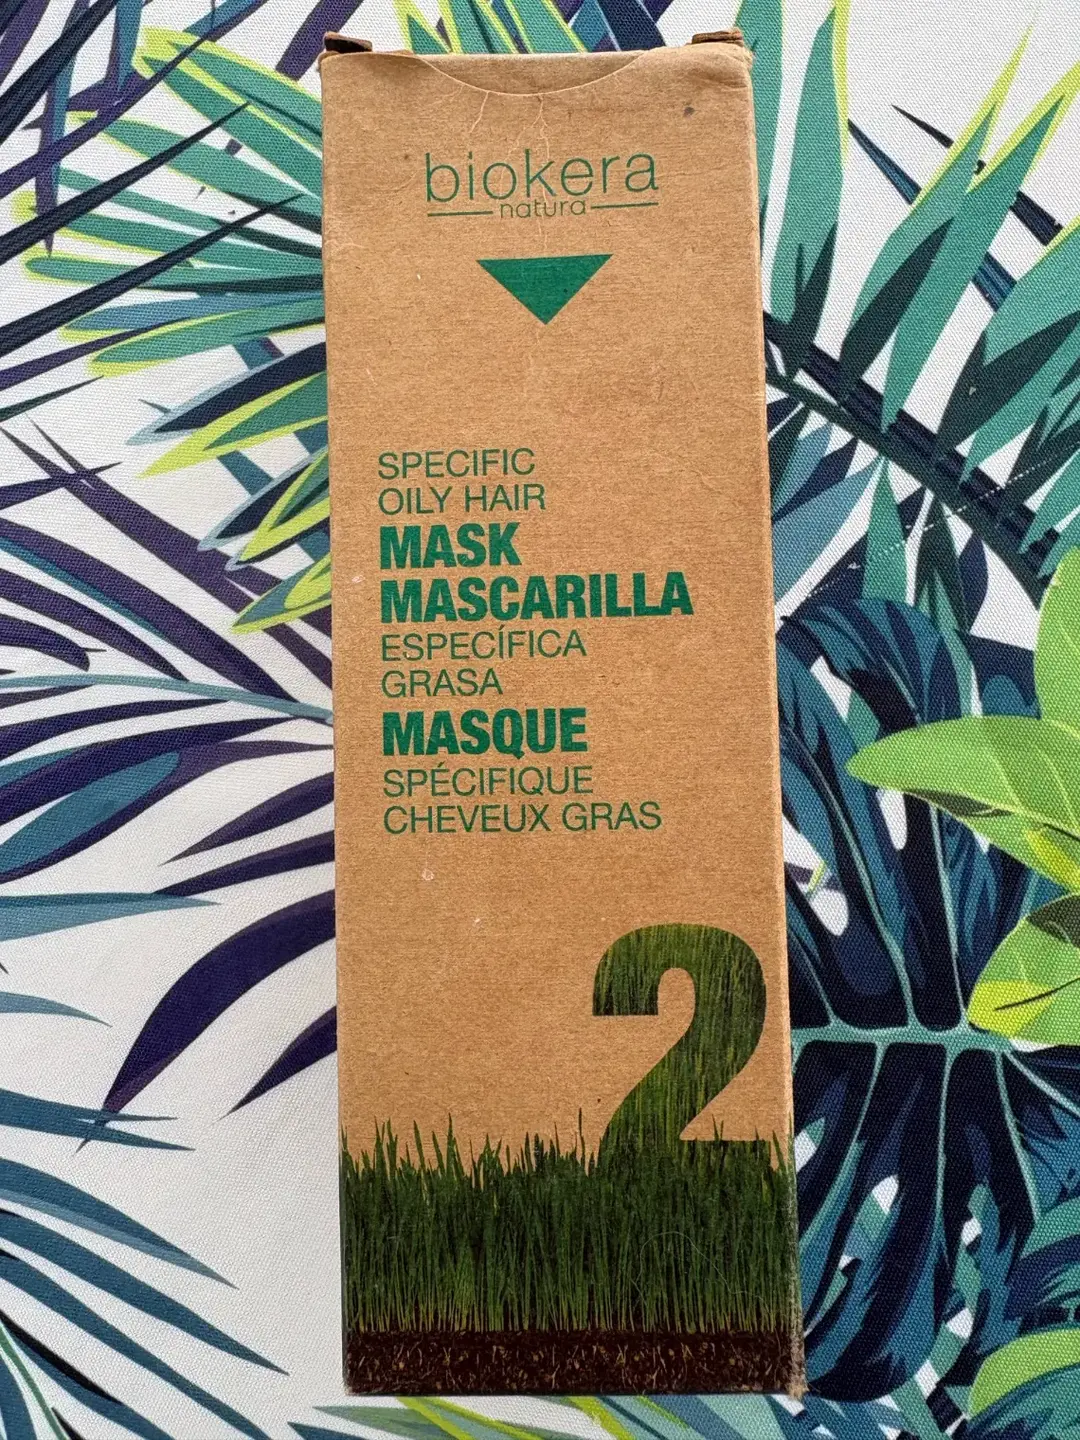 biokera
natura
SPECIFIC
OILY HAIR
MASK
MASCARILLA
ESPECÍFICA
GRASA
MASQUE
SPÉCIFIQUE
CHEVEUX GRAS
2